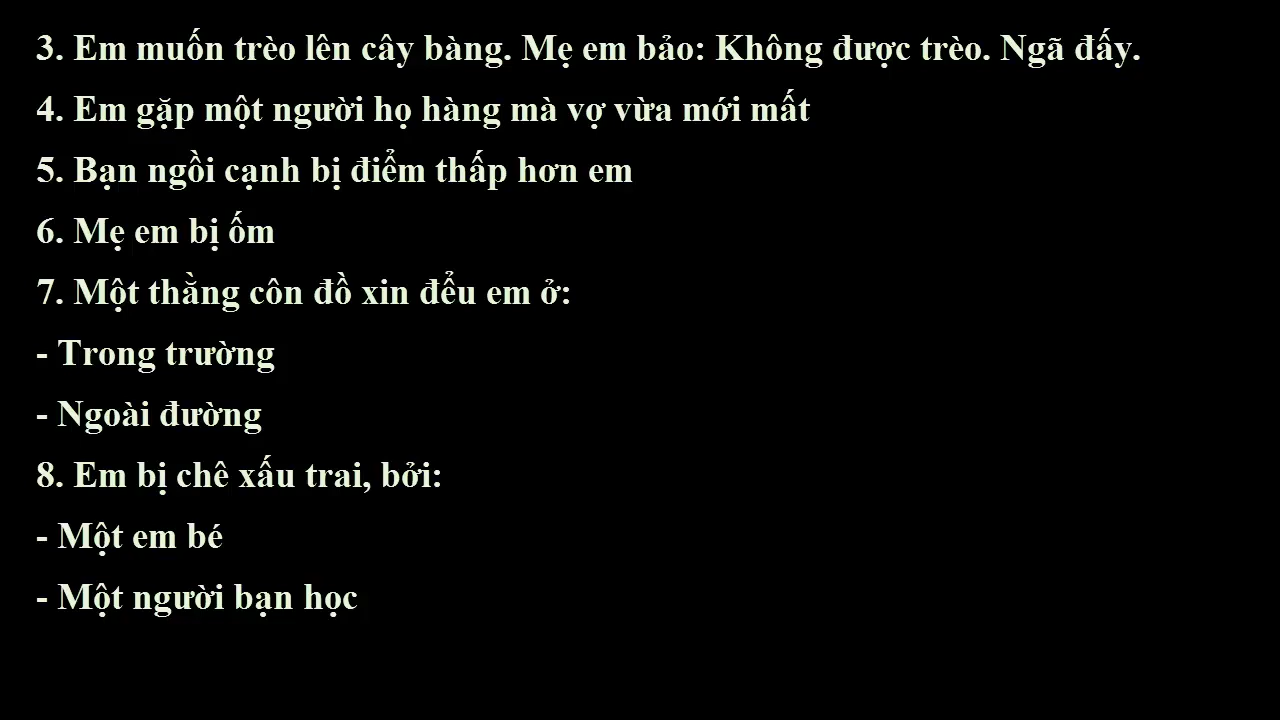 3. Em muốn trèo lên cây bàng. Mẹ em bảo: Không được trèo. Ngã đấy.
4. Em gặp một người họ hàng mà vợ vừa mới mất
5. Bạn ngồi cạnh bị điểm thấp hơn em
6. Mẹ em bị ốm
7. Một thằng côn đồ xin đểu em ở:
- Trong trường
- Ngoài đường
8. Em bị chê xấu trai, bởi:
- Một em bé
- Một người bạn học